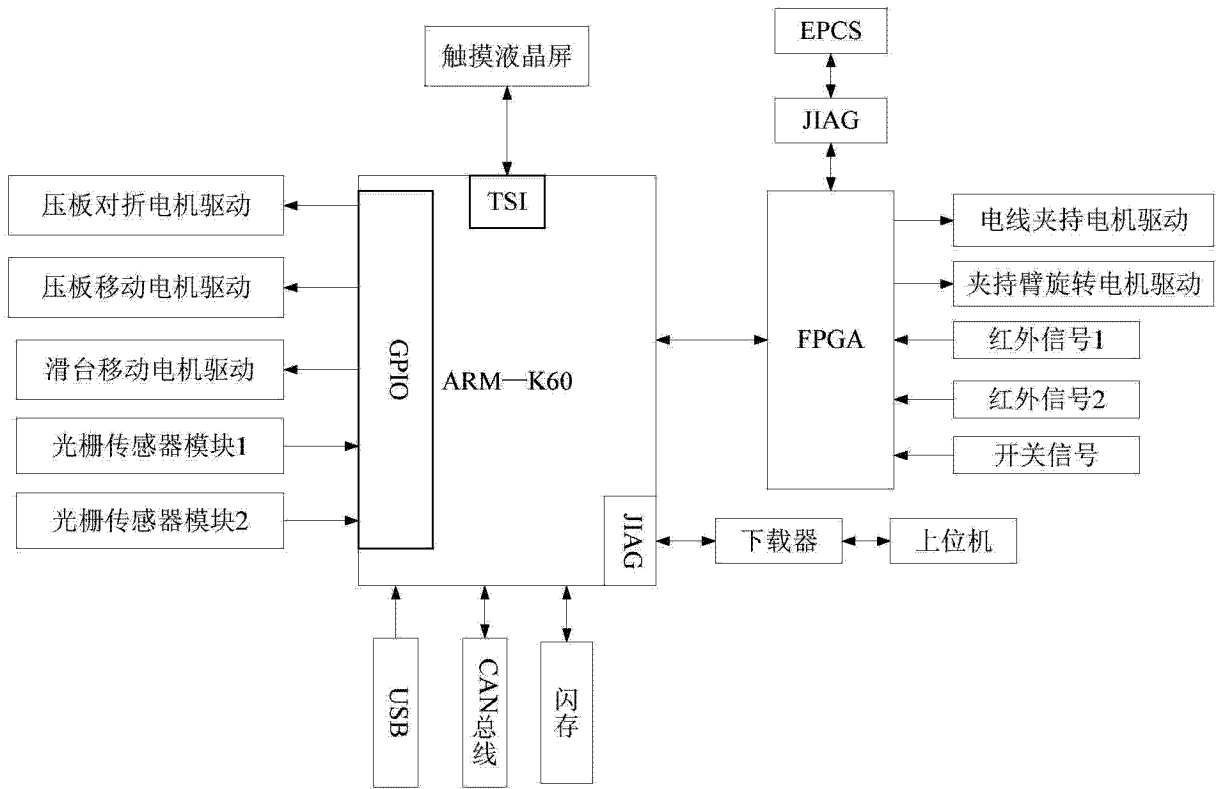 EPCS
触摸液晶屏
JIAG
TSI
压板对折电机驱动
电线夹持电机驱动
压板移动电机驱动
夹持臂旋转电机驱动
GPIO
FPGA
红外信号1
滑台移动电机驱动
ARM—K60
红外信号2
光栅传感器模块1
开关信号
光栅传感器模块2
JIAG
下载器
上位机
USB
CAN总线
闪存